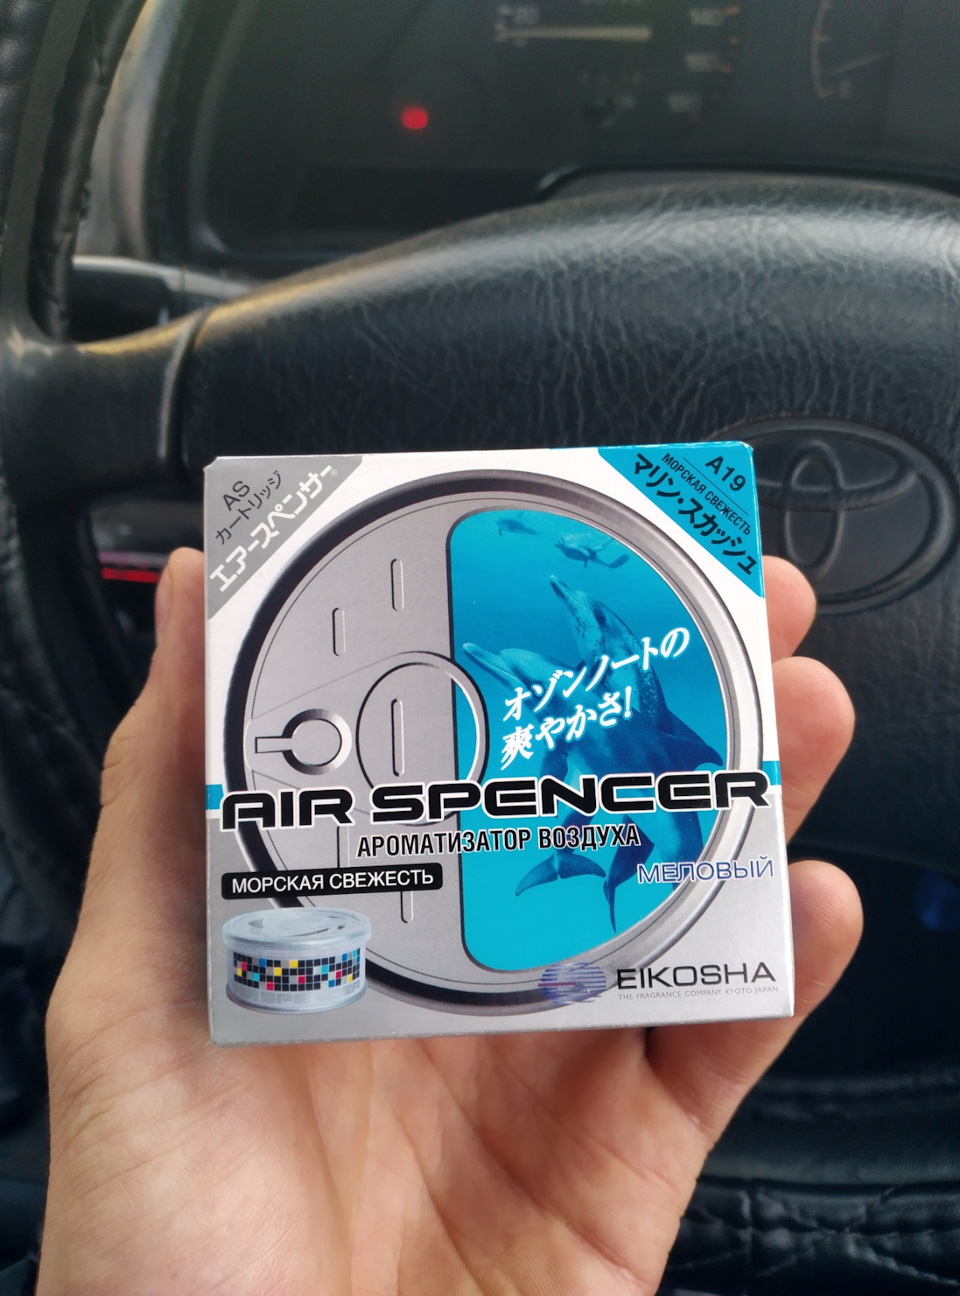 AS
カートリッジ
エアースペンサー®
A19
МОРСКАЯ СВЕЖЕСТЬ
マリン・スカッシュ
オゾンノートの
爽やかさ!
AIR SPENCER
АРОМАТИЗАТОР ВОЗДУХА
МОРСКАЯ СВЕЖЕСТЬ
МЕЛОВЫЙ
EIKOSHA
THE FRAGRANCE COMPANY KYOTO JAPAN